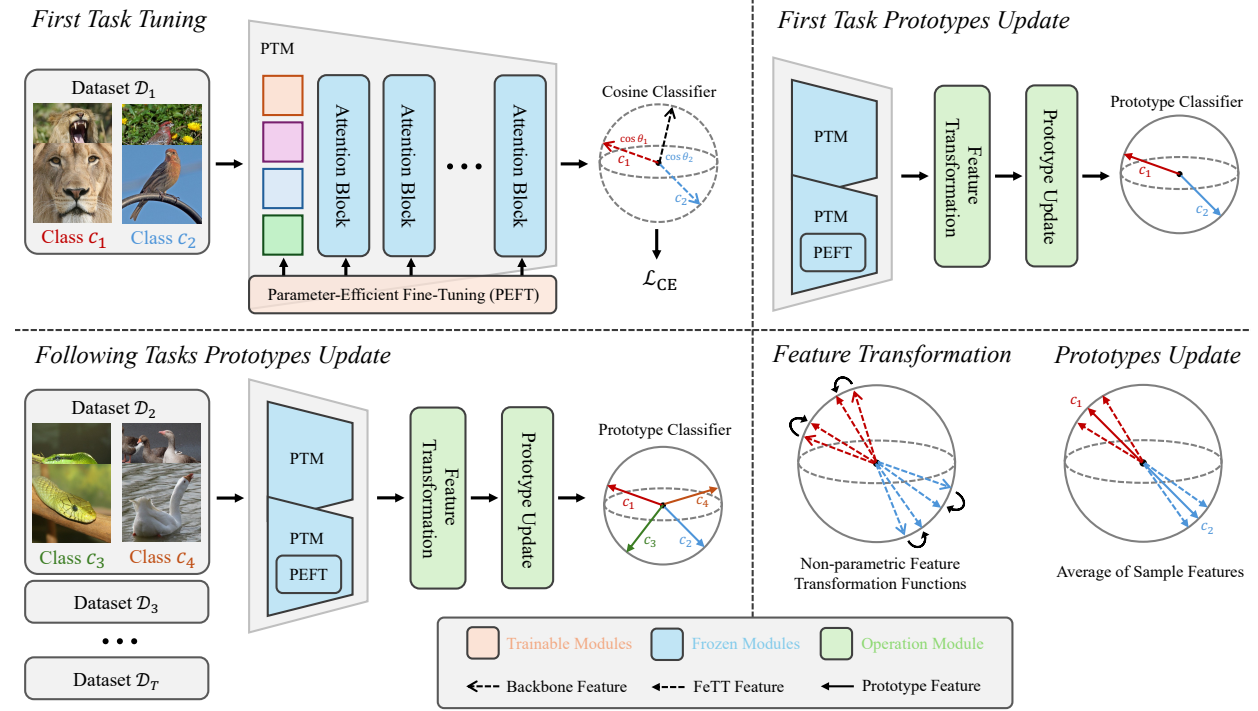 First Task Tuning
Dataset 𝒟₁
Class c₁
Class c₂
PTM
Attention Block
Attention Block
Attention Block
Parameter-Efficient Fine-Tuning (PEFT)
Cosine Classifier
cos θ₁
cos θ₂
c₁
c₂
ℒ_CE
First Task Prototypes Update
PTM
PTM
PEFT
Feature
Transformation
Prototype Update
Prototype Classifier
c₁
c₂
Following Tasks Prototypes Update
Dataset 𝒟₂
Class c₃
Class c₄
Dataset 𝒟₃
Dataset 𝒟_T
PTM
PTM
PEFT
Feature
Transformation
Prototype Update
Prototype Classifier
c₁
c₄
c₃
c₂
Feature Transformation
Non-parametric Feature
Transformation Functions
Prototypes Update
c₁
c₂
Average of Sample Features
Trainable Modules
Frozen Modules
Operation Module
Backbone Feature
FeTT Feature
Prototype Feature